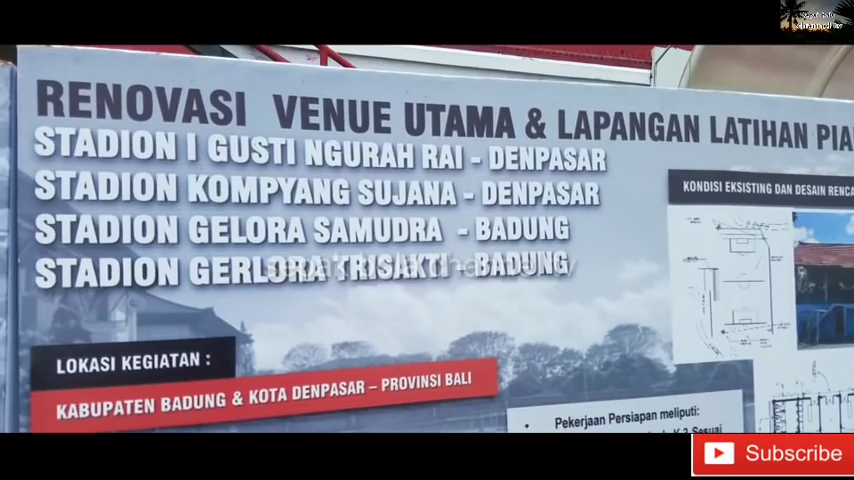 RENOVASI VENUE UTAMA & LAPANGAN LATIHAN PIA
STADION I GUSTI NGURAH RAI - DENPASAR
STADION KOMPYANG SUJANA - DENPASAR
STADION GELORA SAMUDRA - BADUNG
STADION GERLORA TRISAKTI - BADUNG
KONDISI EKSISTING DAN DESAIN RENCA
LOKASI KEGIATAN :
KABUPATEN BADUNG & KOTA DENPASAR – PROVINSI BALI
• Pekerjaan Persiapan meliputi:
Subscribe